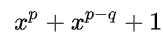 $x^p + x^{p-q} + 1$